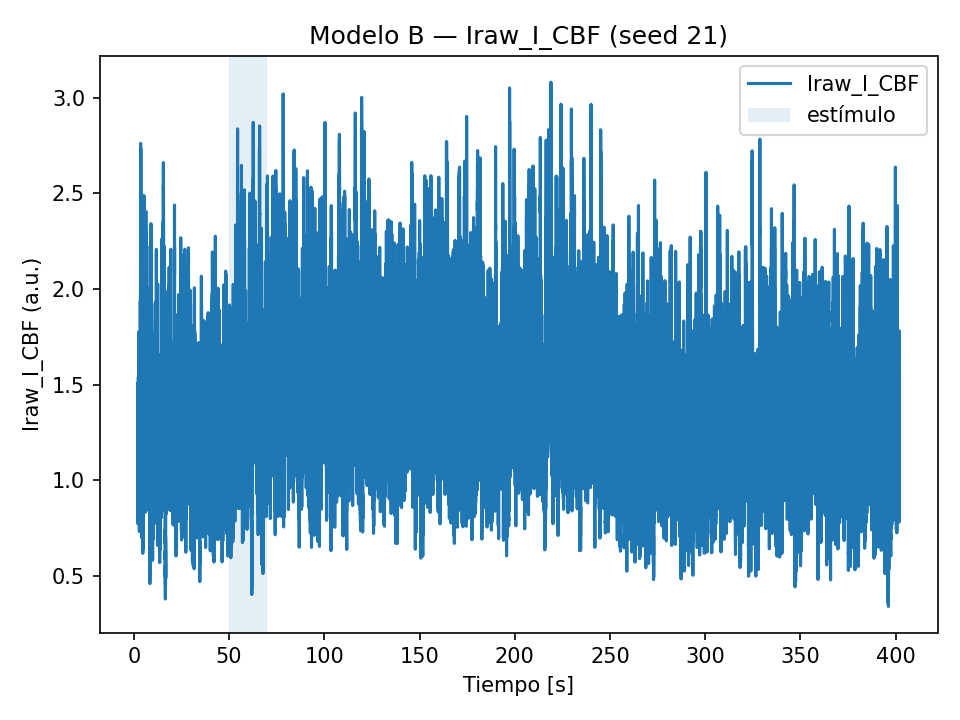 Modelo B — Iraw_I_CBF (seed 21)
Iraw_I_CBF
estímulo
Iraw_I_CBF (a.u.)
3.0
2.5
2.0
1.5
1.0
0.5
0 50 100 150 200 250 300 350 400
Tiempo [s]